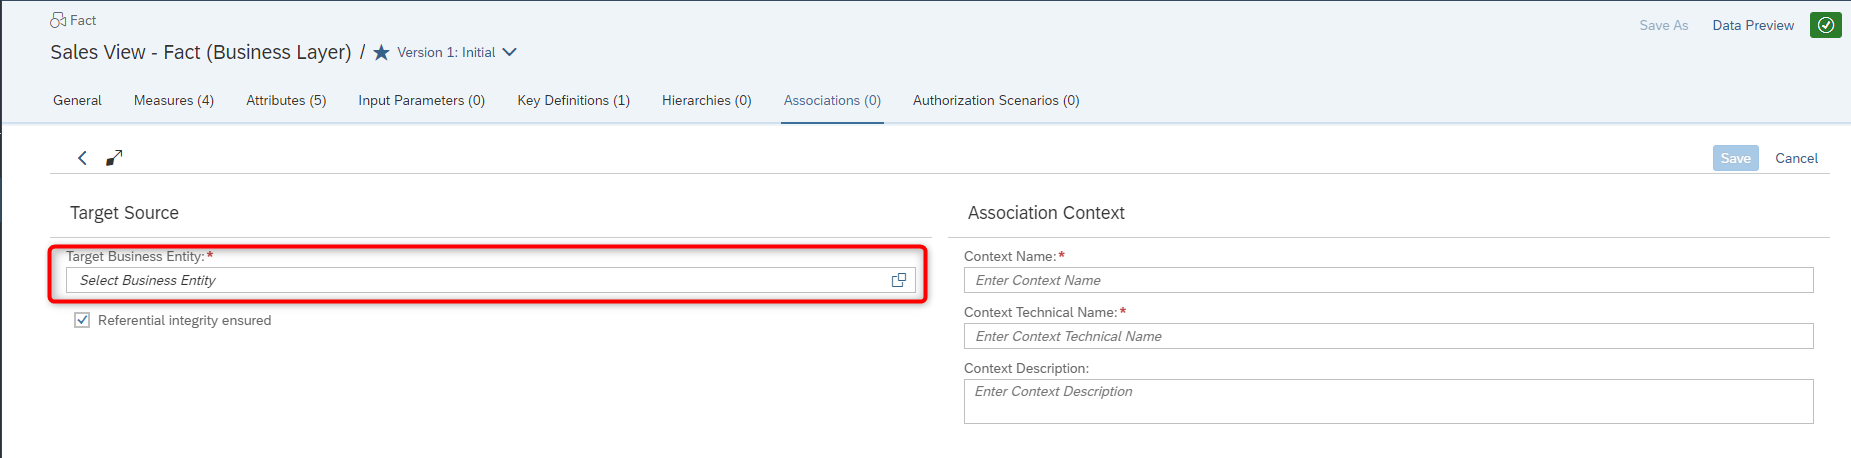 Fact
Save As Data Preview
Sales View - Fact (Business Layer) / Version 1: Initial
General Measures (4) Attributes (5) Input Parameters (0) Key Definitions (1) Hierarchies (0) Associations (0) Authorization Scenarios (0)
Save Cancel
Target Source
Target Business Entity:*
Select Business Entity
Referential integrity ensured
Association Context
Context Name:*
Enter Context Name
Context Technical Name:*
Enter Context Technical Name
Context Description:
Enter Context Description